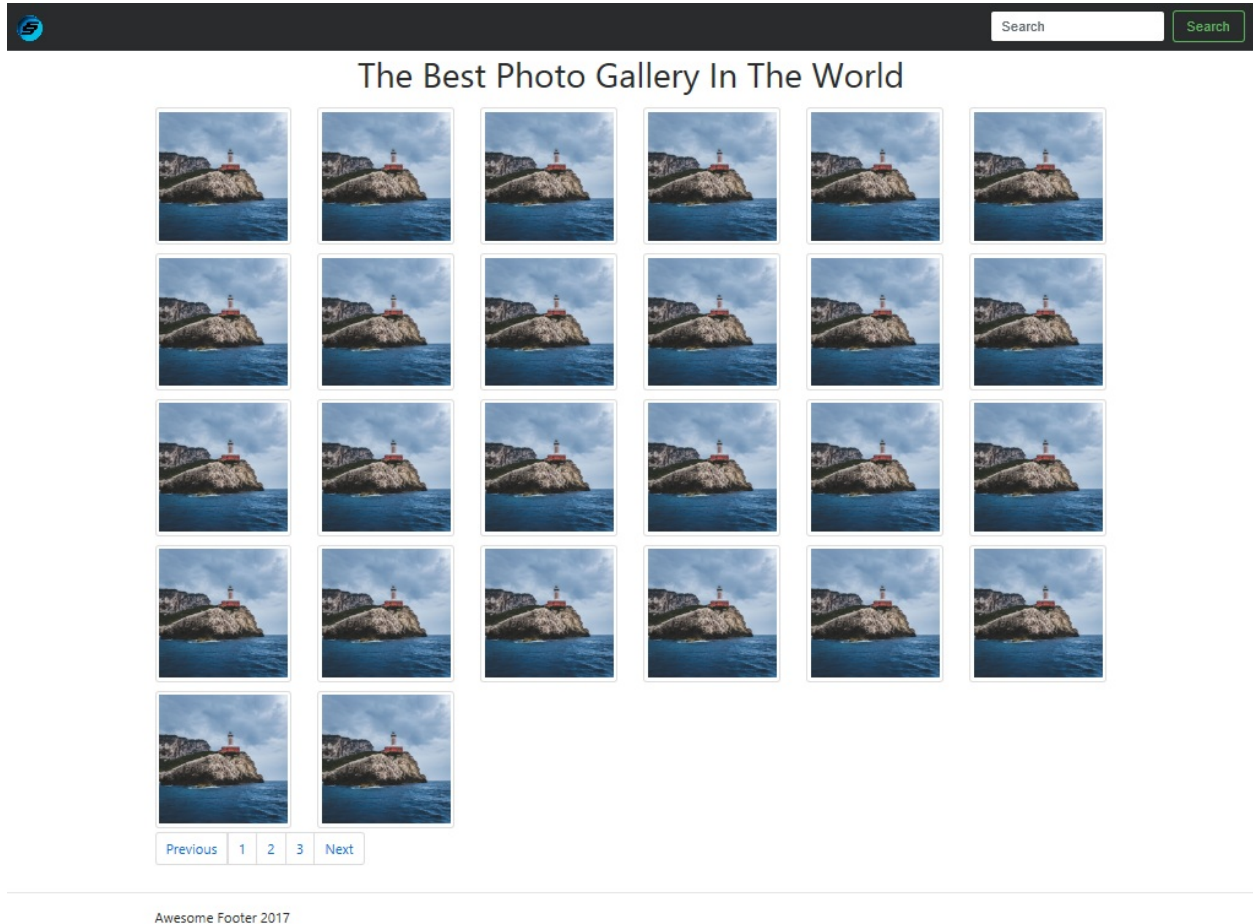 Search Search
The Best Photo Gallery In The World
Previous 1 2 3 Next
Awesome Footer 2017